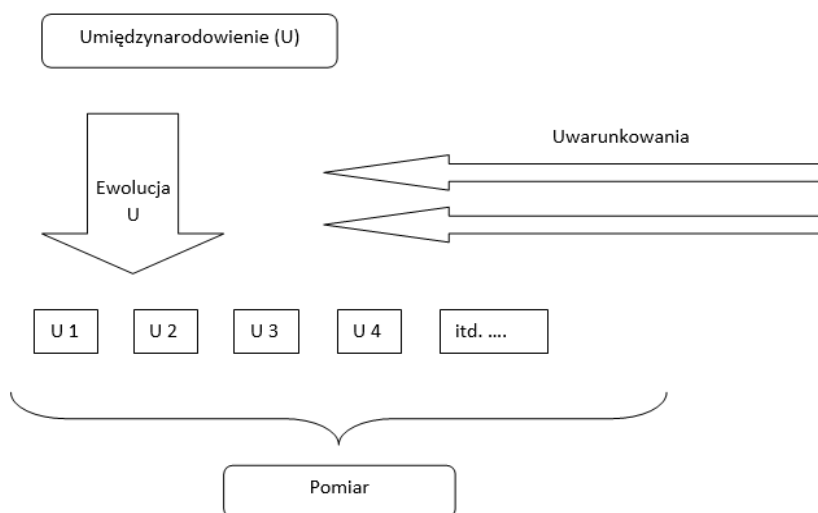 Umiędzynarodowienie (U)
Uwarunkowania
Ewolucja
U
U 1
U 2
U 3
U 4
itd. ....
Pomiar